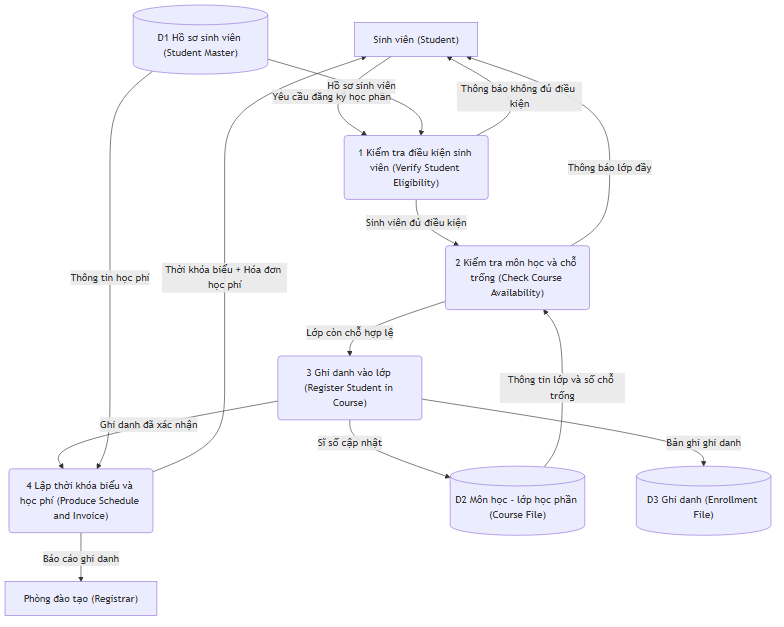 D1 Hồ sơ sinh viên
(Student Master)
Sinh viên (Student)
Hồ sơ sinh viên
Yêu cầu đăng ký học phần
Thông báo không đủ điều
kiện
1 Kiểm tra điều kiện sinh
viên (Verify Student
Eligibility)
Thông báo lớp đầy
Sinh viên đủ điều kiện
2 Kiểm tra môn học và chỗ
trống (Check Course
Availability)
Thông tin học phí
Thời khóa biểu + Hóa đơn
học phí
Lớp còn chỗ hợp lệ
3 Ghi danh vào lớp
(Register Student in
Course)
Thông tin lớp và số chỗ
trống
Ghi danh đã xác nhận
Sĩ số cập nhật
Bản ghi ghi danh
4 Lập thời khóa biểu và
học phí (Produce Schedule
and Invoice)
D2 Môn học - lớp học phần
(Course File)
D3 Ghi danh (Enrollment
File)
Báo cáo ghi danh
Phòng đào tạo (Registrar)